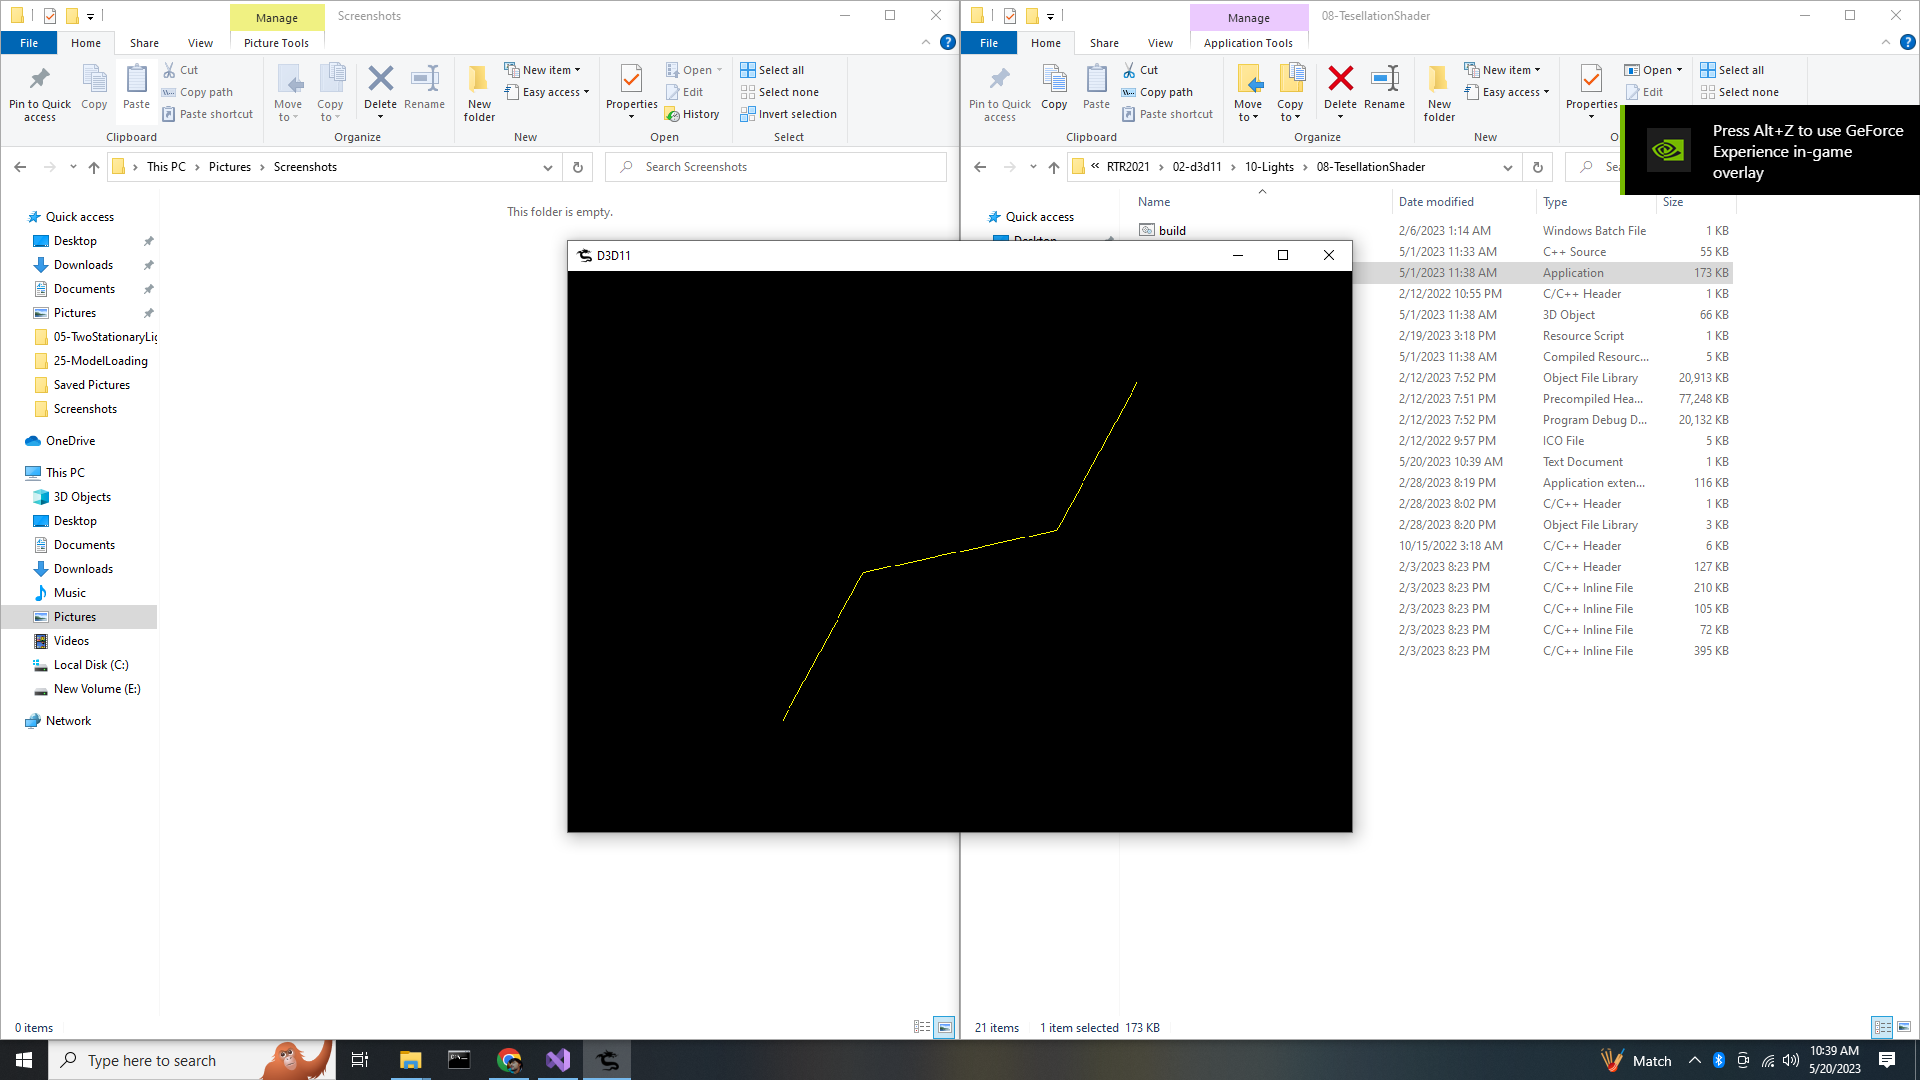 Manage
Screenshots
File
Home
Share
View
Picture Tools
Pin to Quick access
Copy
Paste
Cut
Copy path
Paste shortcut
Clipboard
Move to
Copy to
Delete
Rename
Organize
New folder
New item
Easy access
New
Properties
Open
Edit
History
Open
Select all
Select none
Invert selection
Select
This PC
Pictures
Screenshots
Search Screenshots
Quick access
Desktop
Downloads
Documents
Pictures
05-TwoStationaryLig
25-ModelLoading
Saved Pictures
Screenshots
OneDrive
This PC
3D Objects
Desktop
Documents
Downloads
Music
Pictures
Videos
Local Disk (C:)
New Volume (E:)
Network
This folder is empty.
0 items
Manage
08-TesellationShader
File
Home
Share
View
Application Tools
Pin to Quick access
Copy
Paste
Cut
Copy path
Paste shortcut
Clipboard
Move to
Copy to
Delete
Rename
Organize
New folder
New item
Easy access
New
Properties
Open
Edit
Select all
Select none
Press Alt+Z to use GeForce
Experience in-game
overlay
« RTR2021
02-d3d11
10-Lights
08-TesellationShader
Quick access
Desktop
Name Date modified Type Size
build 2/6/2023 1:14 AM Windows Batch File 1 KB
5/1/2023 11:33 AM C++ Source 55 KB
5/1/2023 11:38 AM Application 173 KB
2/12/2022 10:55 PM C/C++ Header 1 KB
5/1/2023 11:38 AM 3D Object 66 KB
2/19/2023 3:18 PM Resource Script 1 KB
5/1/2023 11:38 AM Compiled Resourc... 5 KB
2/12/2023 7:52 PM Object File Library 20,913 KB
2/12/2023 7:51 PM Precompiled Hea... 77,248 KB
2/12/2023 7:52 PM Program Debug D... 20,132 KB
2/12/2022 9:57 PM ICO File 5 KB
5/20/2023 10:39 AM Text Document 1 KB
2/28/2023 8:19 PM Application exten... 116 KB
2/28/2023 8:02 PM C/C++ Header 1 KB
2/28/2023 8:20 PM Object File Library 3 KB
10/15/2022 3:18 AM C/C++ Header 6 KB
2/3/2023 8:23 PM C/C++ Header 127 KB
2/3/2023 8:23 PM C/C++ Inline File 210 KB
2/3/2023 8:23 PM C/C++ Inline File 105 KB
2/3/2023 8:23 PM C/C++ Inline File 72 KB
2/3/2023 8:23 PM C/C++ Inline File 395 KB
D3D11
21 items
1 item selected 173 KB
Type here to search
Match
10:39 AM
5/20/2023